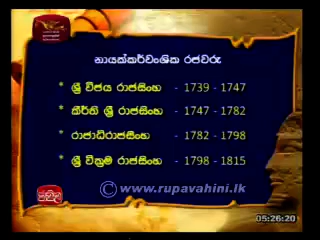 නායක්කර්වංශික රජවරු
* ශ්‍රී විජය රාජසිංහ - 1739 - 1747
* කීර්ති ශ්‍රී රාජසිංහ - 1747 - 1782
* රාජාධිරාජසිංහ - 1782 - 1798
* ශ්‍රී වික්‍රම රාජසිංහ - 1798 - 1815
©www.rupavahini.lk
05:26:20